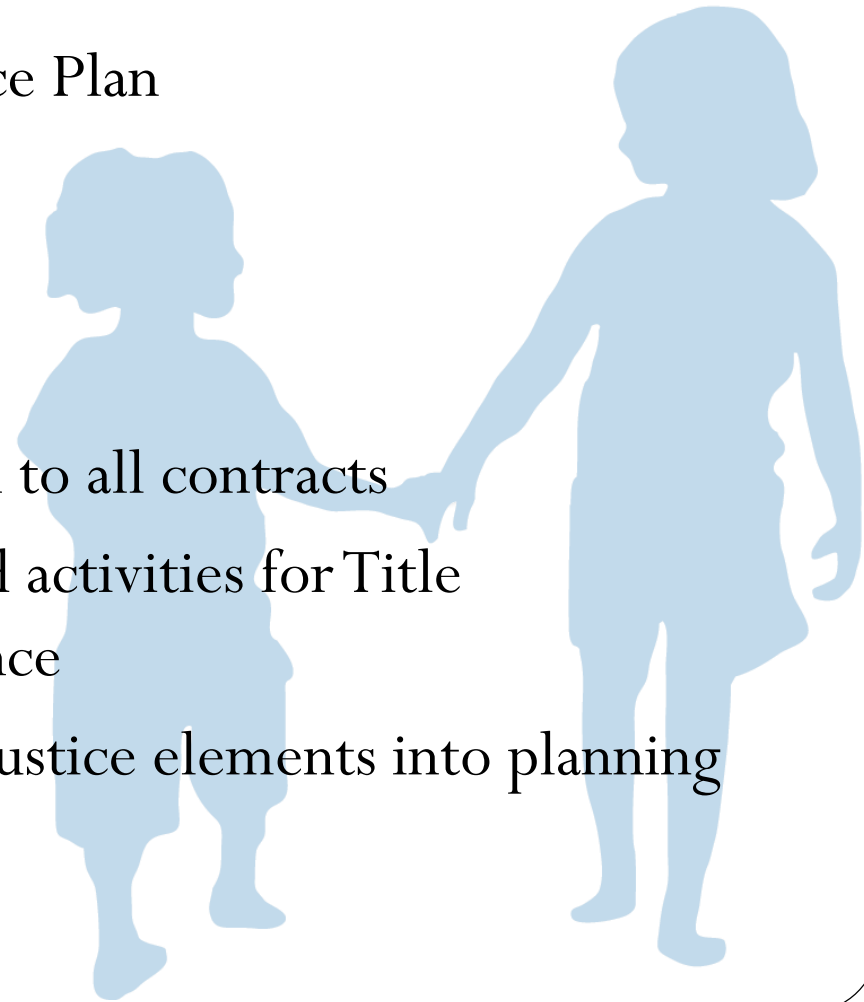 ce Plan
to all contracts
activities for Title
nce
ustice elements into planning